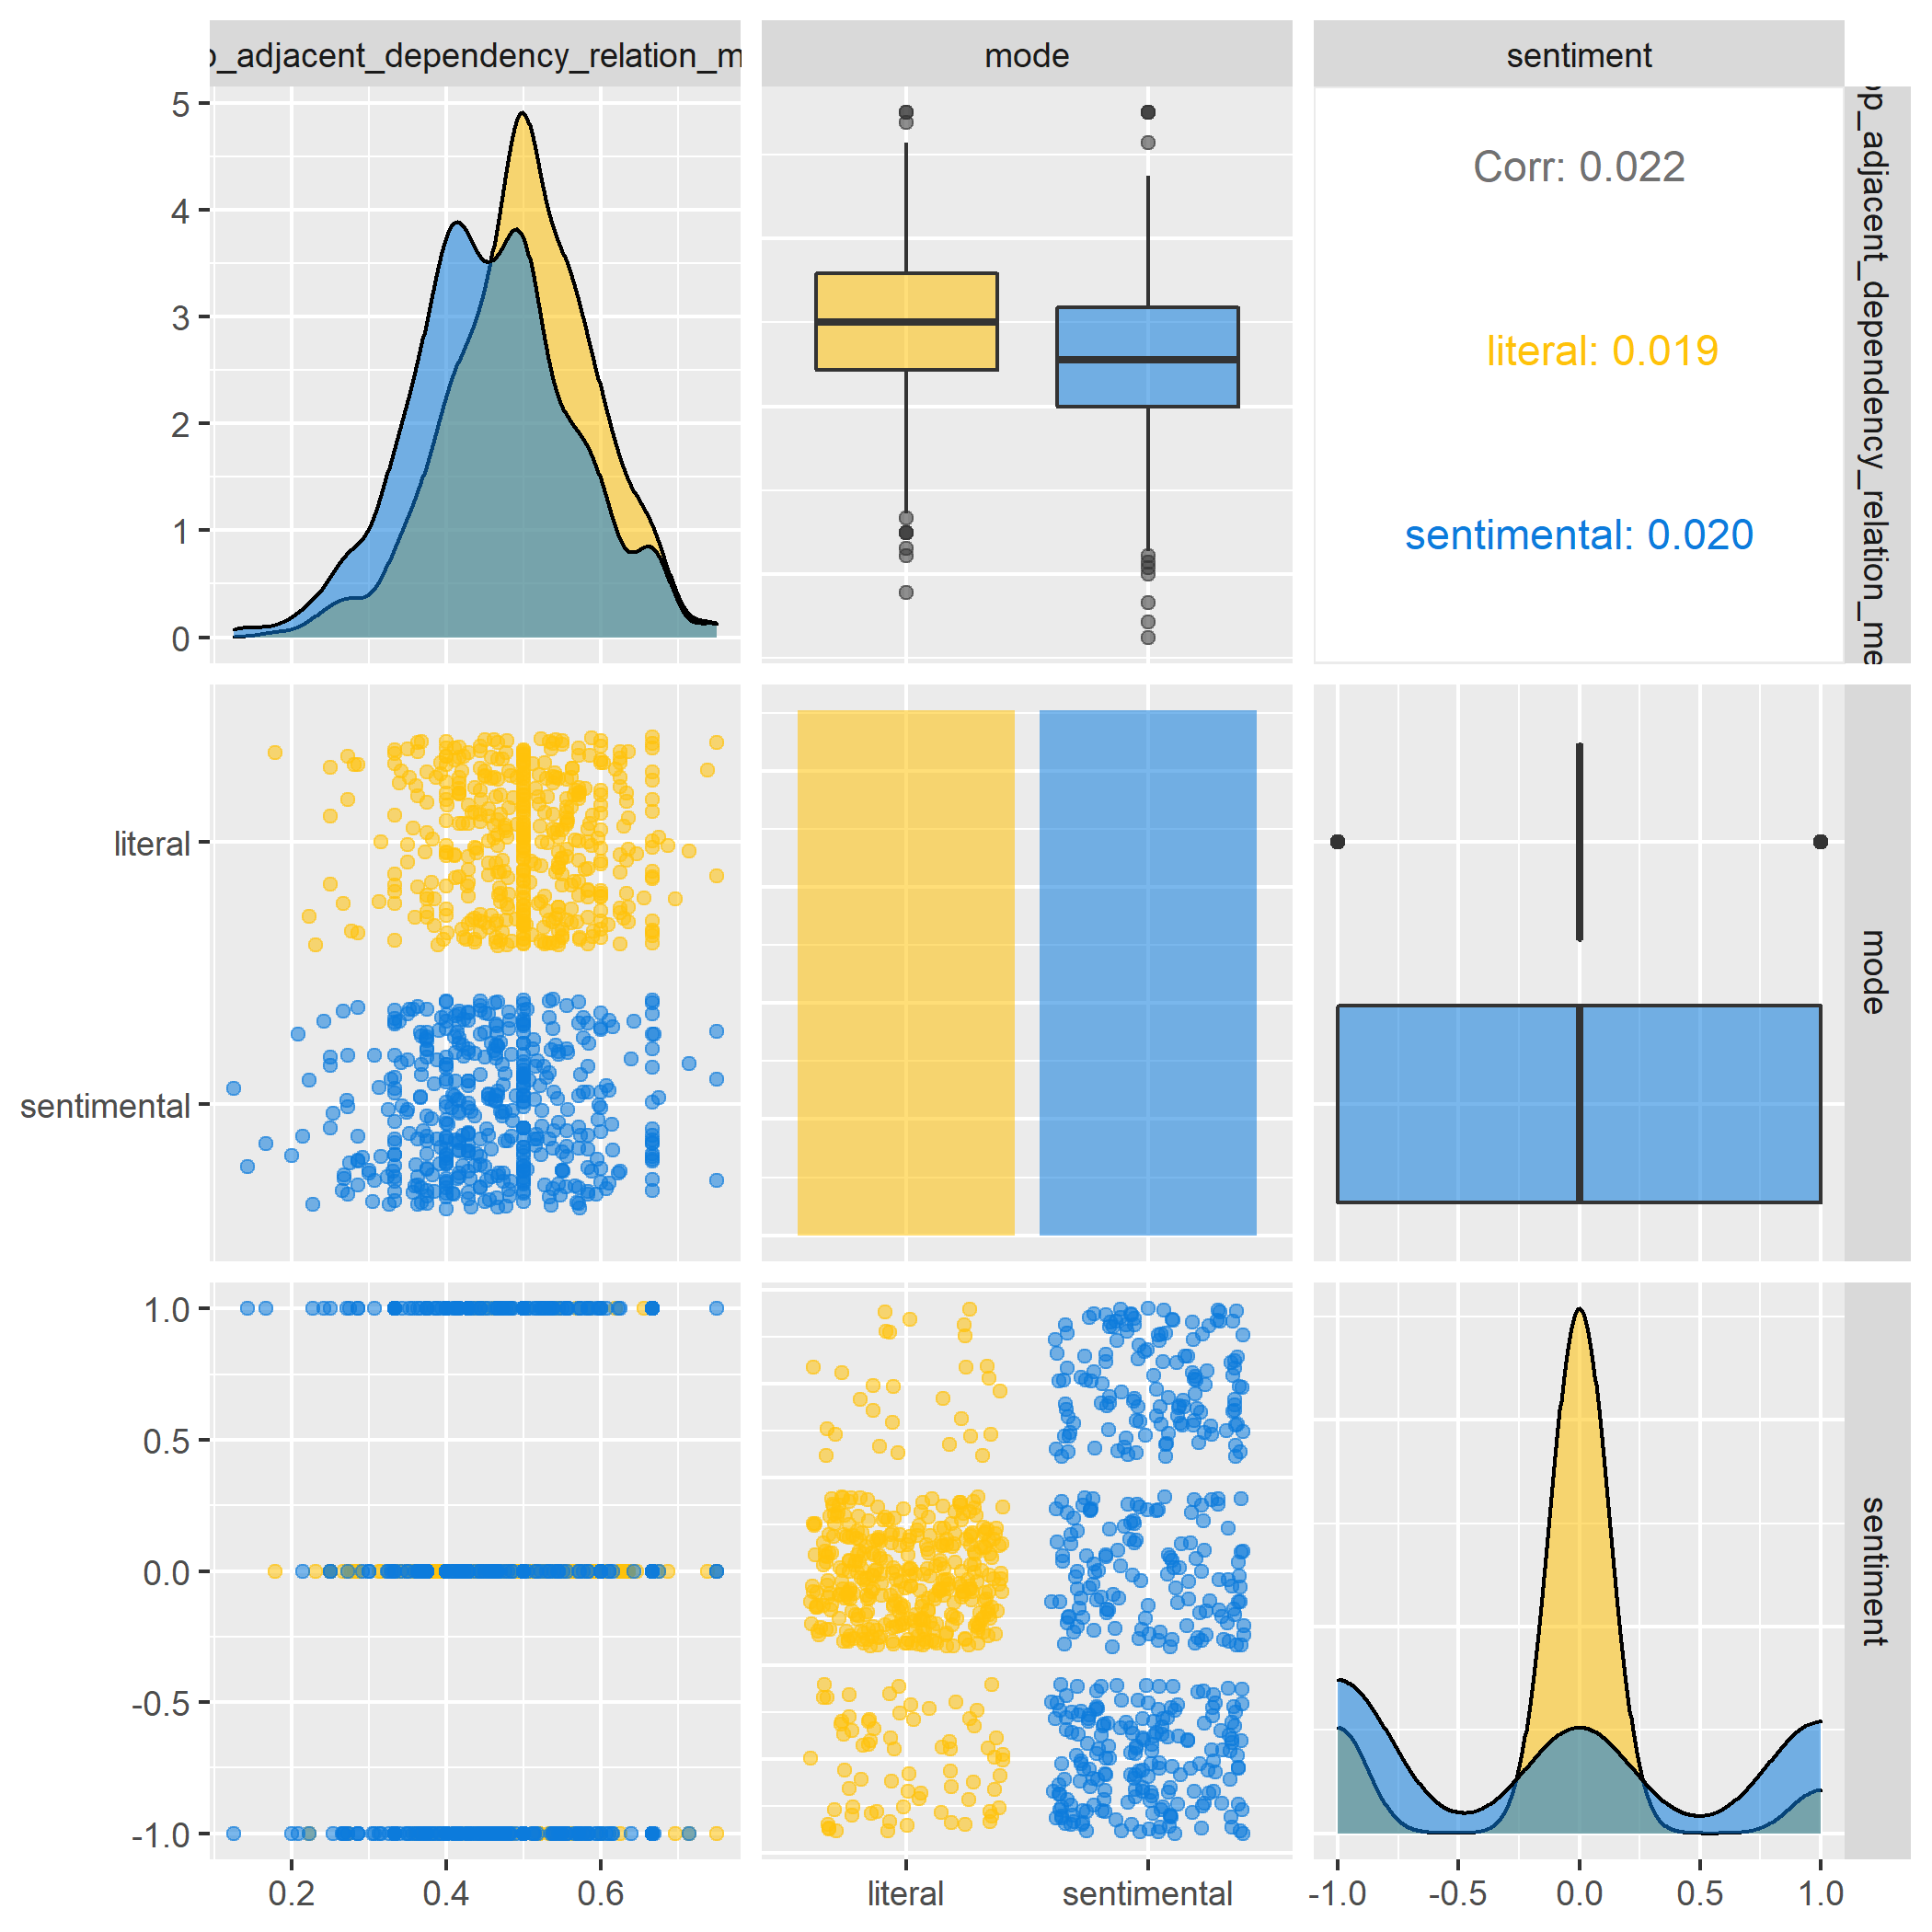 _adjacent_dependency_relation_m
mode
sentiment
5
4
3
2
1
0
Corr: 0.022
literal: 0.019
sentimental: 0.020
_adjacent_dependency_relation_me
literal
sentimental
mode
1.0
0.5
0.0
-0.5
-1.0
sentiment
0.2 0.4 0.6
literal sentimental
-1.0 -0.5 0.0 0.5 1.0